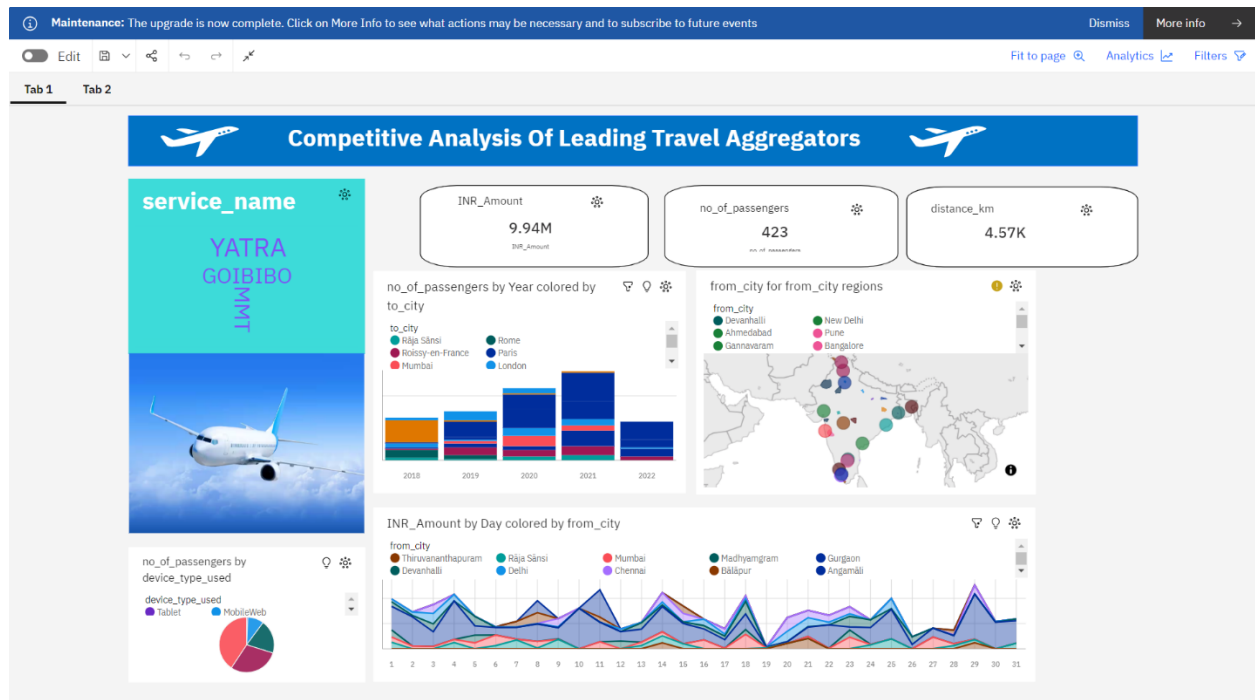 Maintenance: The upgrade is now complete. Click on More Info to see what actions may be necessary and to subscribe to future events
Dismiss
More info
Edit
Fit to page
Analytics
Filters
Tab 1
Tab 2
Competitive Analysis Of Leading Travel Aggregators
service_name
YATRA
GOIBIBO
MMT
INR_Amount
9.94M
INR_Amount
no_of_passengers
423
no_of_passengers
distance_km
4.57K
no_of_passengers by Year colored by
to_city
to_city
Rāja Sānsi Rome
Roissy-en-France Paris
Mumbai London
2018 2019 2020 2021 2022
from_city for from_city regions
from_city
Devanhalli New Delhi
Ahmedabad Pune
Gannavaram Bangalore
no_of_passengers by
device_type_used
device_type_used
Tablet MobileWeb
INR_Amount by Day colored by from_city
from_city
Thiruvananthapuram Rāja Sānsi Mumbai Madhyamgram Gurgaon
Devanhalli Delhi Chennai Bālāpur Angamāli
1 2 3 4 5 6 7 8 9 10 11 12 13 14 15 16 17 18 19 20 21 22 23 24 25 26 27 28 29 30 31